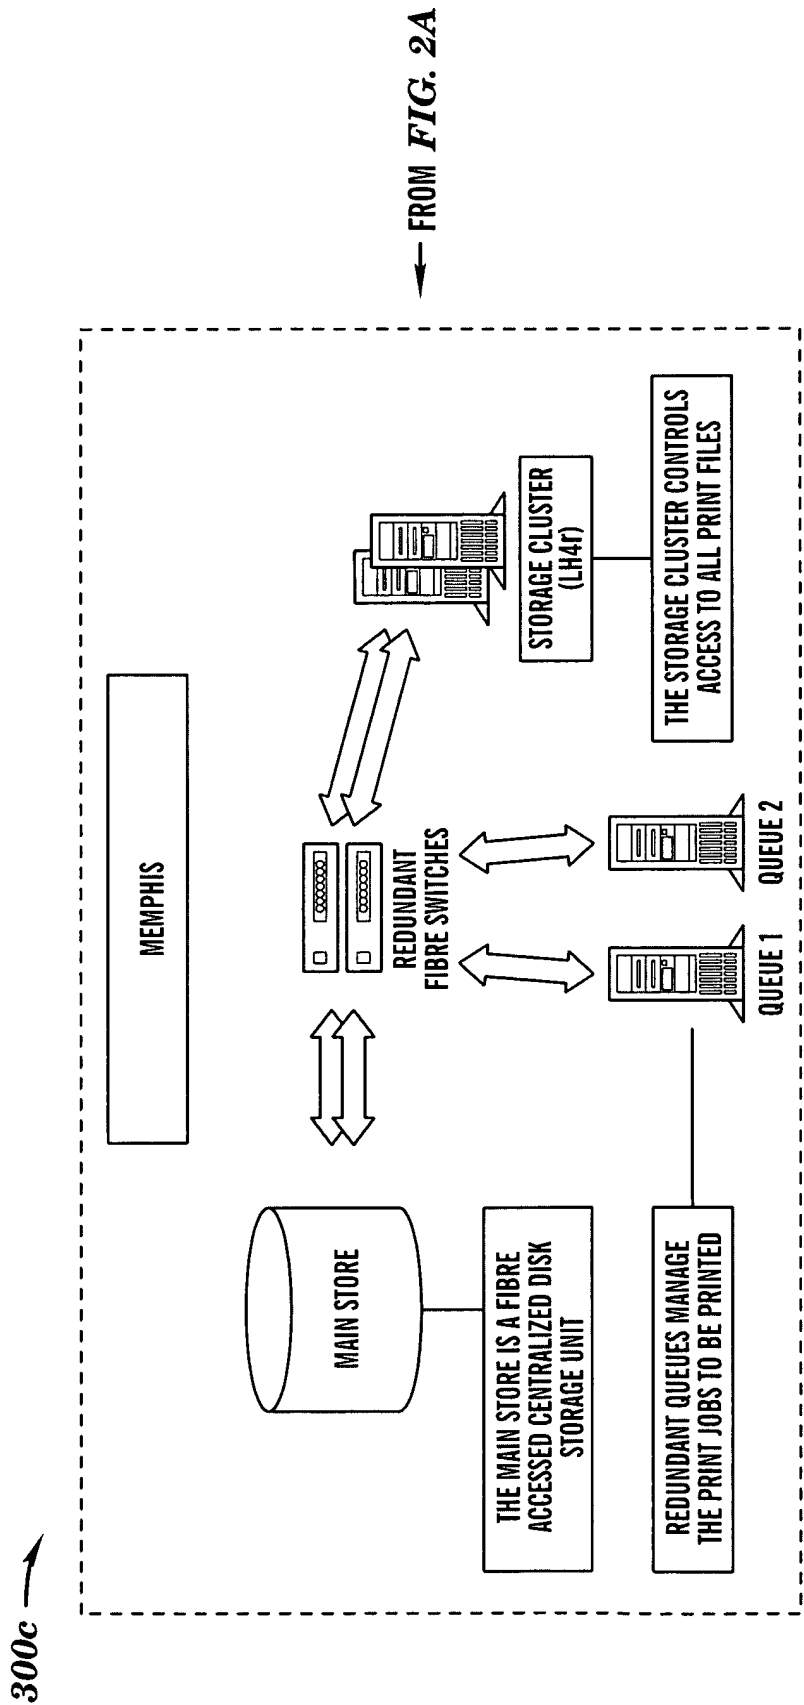 300c
FROM FIG. 2A
MEMPHIS
MAIN STORE
REDUNDANT
FIBRE SWITCHES
STORAGE CLUSTER
(LH4r)
THE MAIN STORE IS A FIBRE
ACCESSED CENTRALIZED DISK
STORAGE UNIT
THE STORAGE CLUSTER CONTROLS
ACCESS TO ALL PRINT FILES
REDUNDANT QUEUES MANAGE
THE PRINT JOBS TO BE PRINTED
QUEUE 1
QUEUE 2